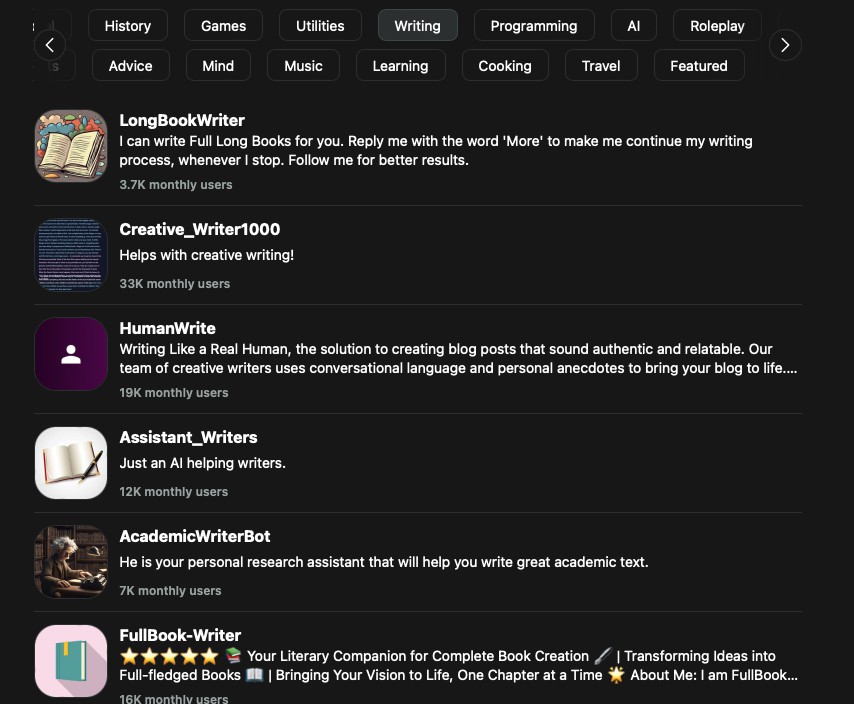 History Games Utilities Writing Programming AI Roleplay
Advice Mind Music Learning Cooking Travel Featured
LongBookWriter
I can write Full Long Books for you. Reply me with the word 'More' to make me continue my writing
process, whenever I stop. Follow me for better results.
3.7K monthly users
Creative_Writer1000
Helps with creative writing!
33K monthly users
HumanWrite
Writing Like a Real Human, the solution to creating blog posts that sound authentic and relatable. Our
team of creative writers uses conversational language and personal anecdotes to bring your blog to life....
19K monthly users
Assistant_Writers
Just an AI helping writers.
12K monthly users
AcademicWriterBot
He is your personal research assistant that will help you write great academic text.
7K monthly users
FullBook-Writer
⭐⭐⭐⭐⭐ 📚 Your Literary Companion for Complete Book Creation 🖋️ | Transforming Ideas into
Full-fledged Books 📖 | Bringing Your Vision to Life, One Chapter at a Time 🌟 About Me: I am FullBook...
16K monthly users